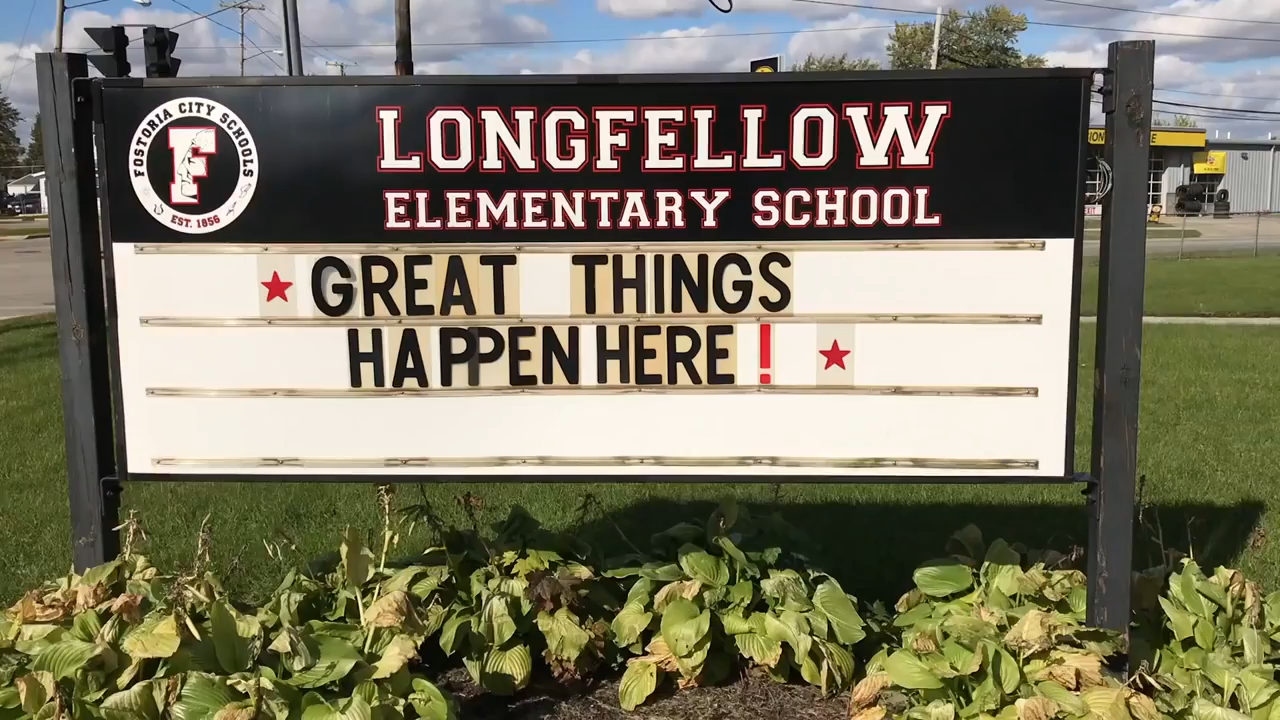 FOSTORIA CITY SCHOOLS
F
EST. 1856
LONGFELLOW
ELEMENTARY SCHOOL
★ GREAT THINGS
HAPPEN HERE! ★